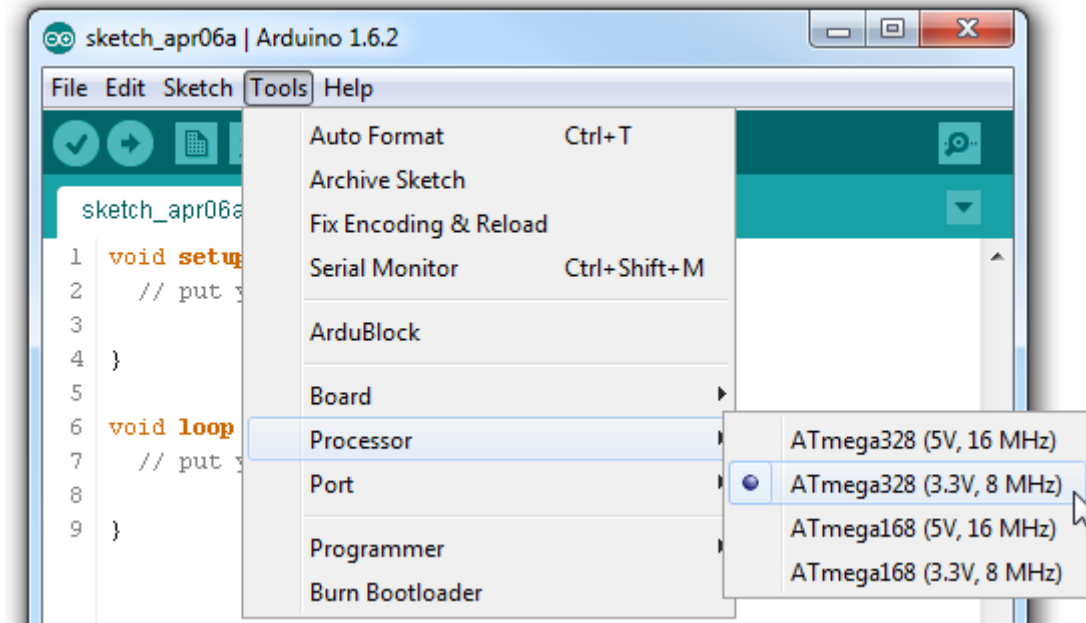 sketch_apr06a | Arduino 1.6.2
File Edit Sketch Tools Help
Auto Format Ctrl+T
Archive Sketch
Fix Encoding & Reload
Serial Monitor Ctrl+Shift+M
ArduBlock
Board
Processor
Port
Programmer
Burn Bootloader
ATmega328 (5V, 16 MHz)
ATmega328 (3.3V, 8 MHz)
ATmega168 (5V, 16 MHz)
ATmega168 (3.3V, 8 MHz)
sketch_apr06a
1 void setup
2 // put
3
4 }
5
6 void loop
7 // put
8
9 }